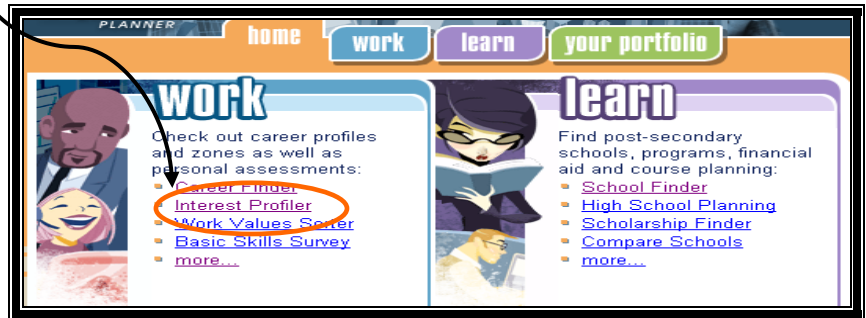 PLANNER
home
work
learn
your portfolio
work
Check out career profiles
and zones as well as
personal assessments:
Career Finder
Interest Profiler
Work Values Sorter
Basic Skills Survey
more...
learn
Find post-secondary
schools, programs, financial
aid and course planning:
School Finder
High School Planning
Scholarship Finder
Compare Schools
more...